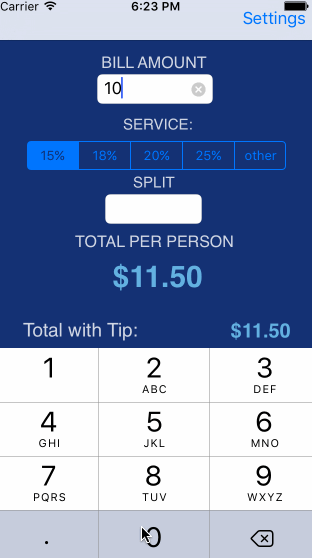 Carrier 6:23 PM
Settings
BILL AMOUNT
10
SERVICE:
15% 18% 20% 25% other
SPLIT
TOTAL PER PERSON
$11.50
Total with Tip: $11.50
1 2 3
ABC DEF
4 5 6
GHI JKL MNO
7 8 9
PQRS TUV WXYZ
. 0